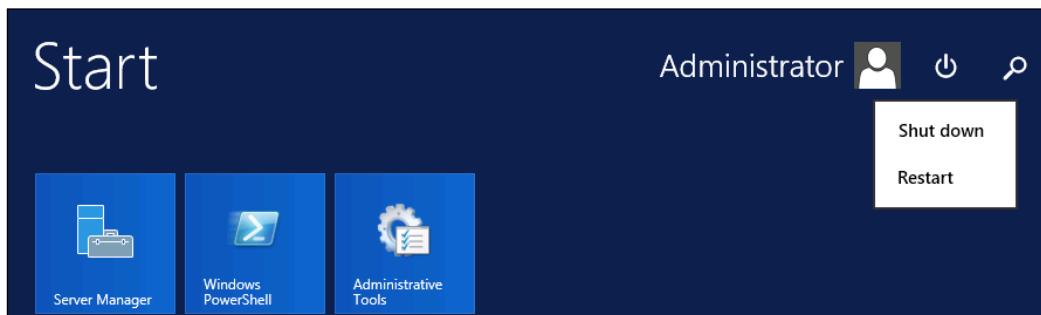 Start
Administrator
Shut down
Restart
Server Manager
Windows
PowerShell
Administrative
Tools